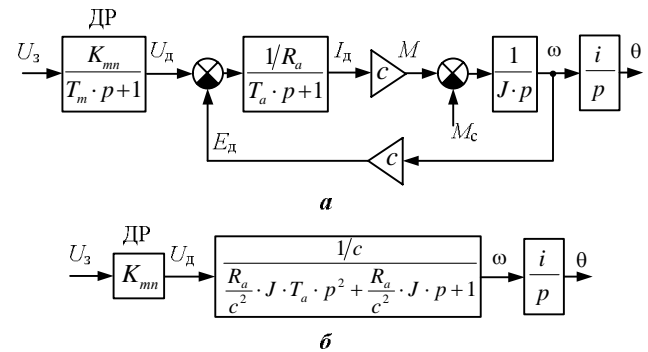 ДР
U_з K_тп / (T_т · p + 1) U_д (1/R_a) / (T_a · p + 1) I_д c M 1 / (J · p) ω i / p θ
E_д c M_c
а
ДР
U_з K_тп U_д (1/c) / (R_a / c² · J · T_a · p² + R_a / c² · J · p + 1) ω i / p θ
б